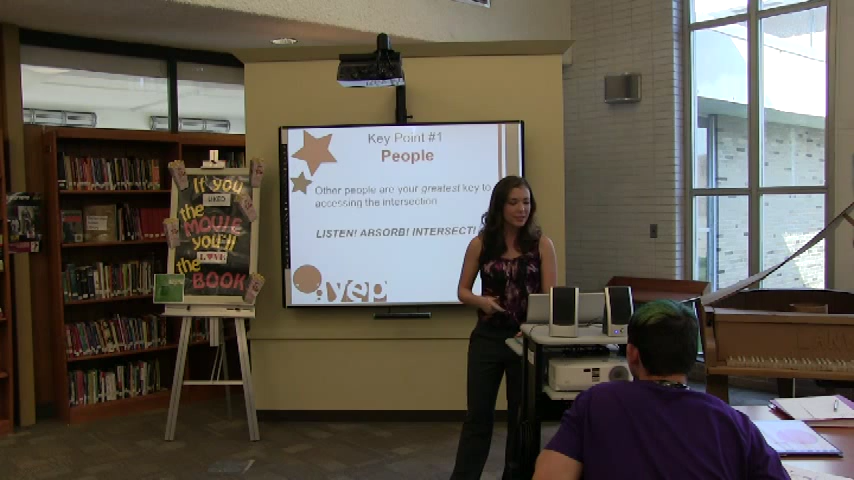 Key Point #1
People
Other people are your greatest key to
accessing the intersection
LISTEN! ABSORB! INTERSECT!
ayep
If you
LIKED
the
MOVIE
you'll
LOVE
the
BOOK